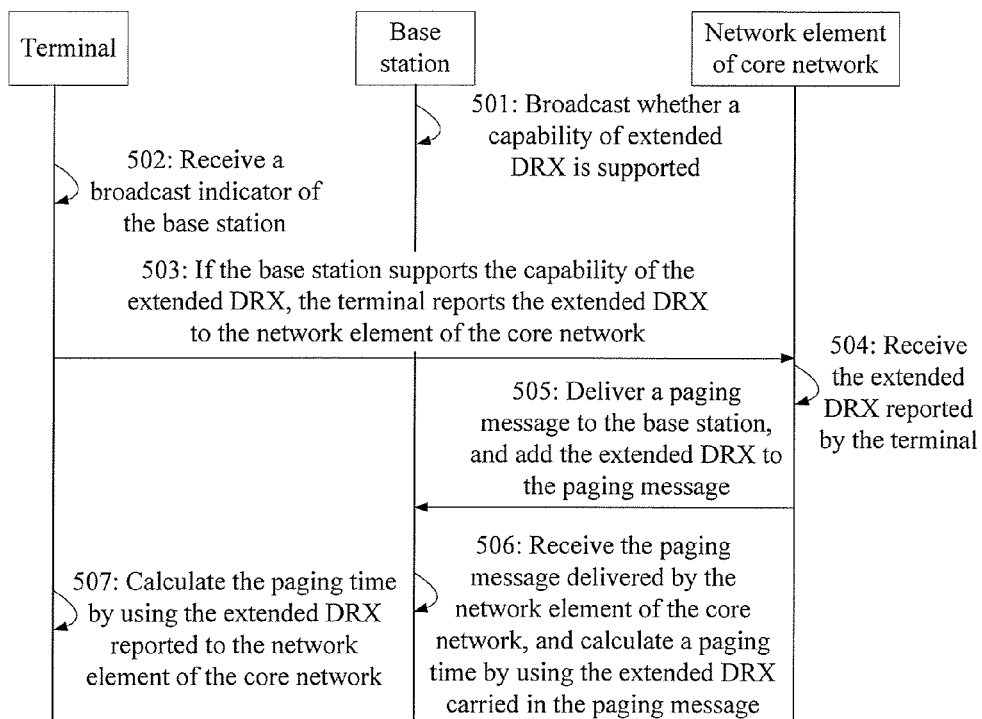 Terminal
Base
station
Network element
of core network
501: Broadcast whether a
capability of extended
DRX is supported
502: Receive a
broadcast indicator of
the base station
503: If the base station supports the capability of the
extended DRX, the terminal reports the extended DRX
to the network element of the core network
504: Receive
the extended
DRX reported
by the terminal
505: Deliver a paging
message to the base station,
and add the extended DRX to
the paging message
506: Receive the paging
message delivered by the
network element of the core
network, and calculate a paging
time by using the extended DRX
carried in the paging message
507: Calculate the paging time
by using the extended DRX
reported to the network
element of the core network